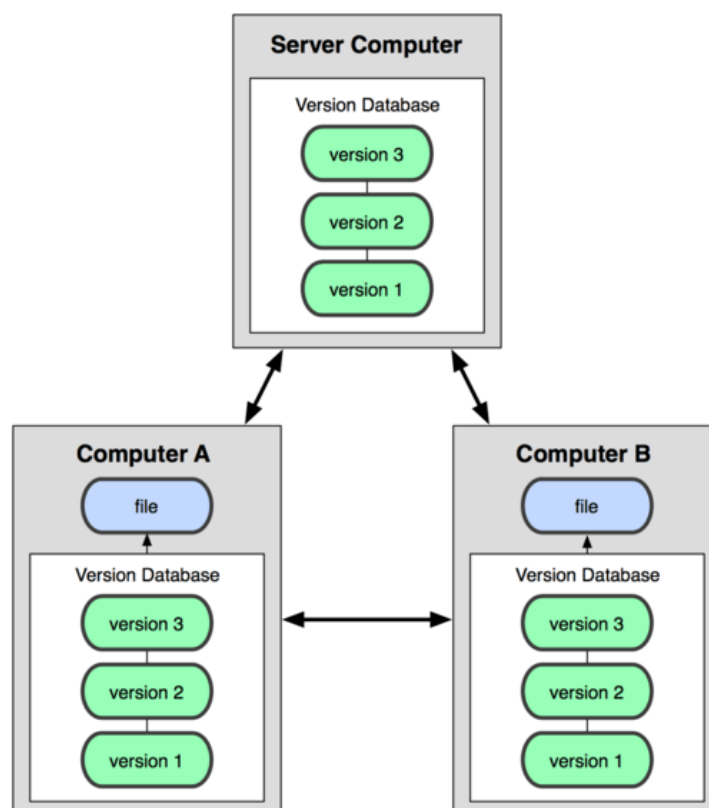 Server Computer
Version Database
version 3
version 2
version 1
Computer A
file
Version Database
version 3
version 2
version 1
Computer B
file
Version Database
version 3
version 2
version 1